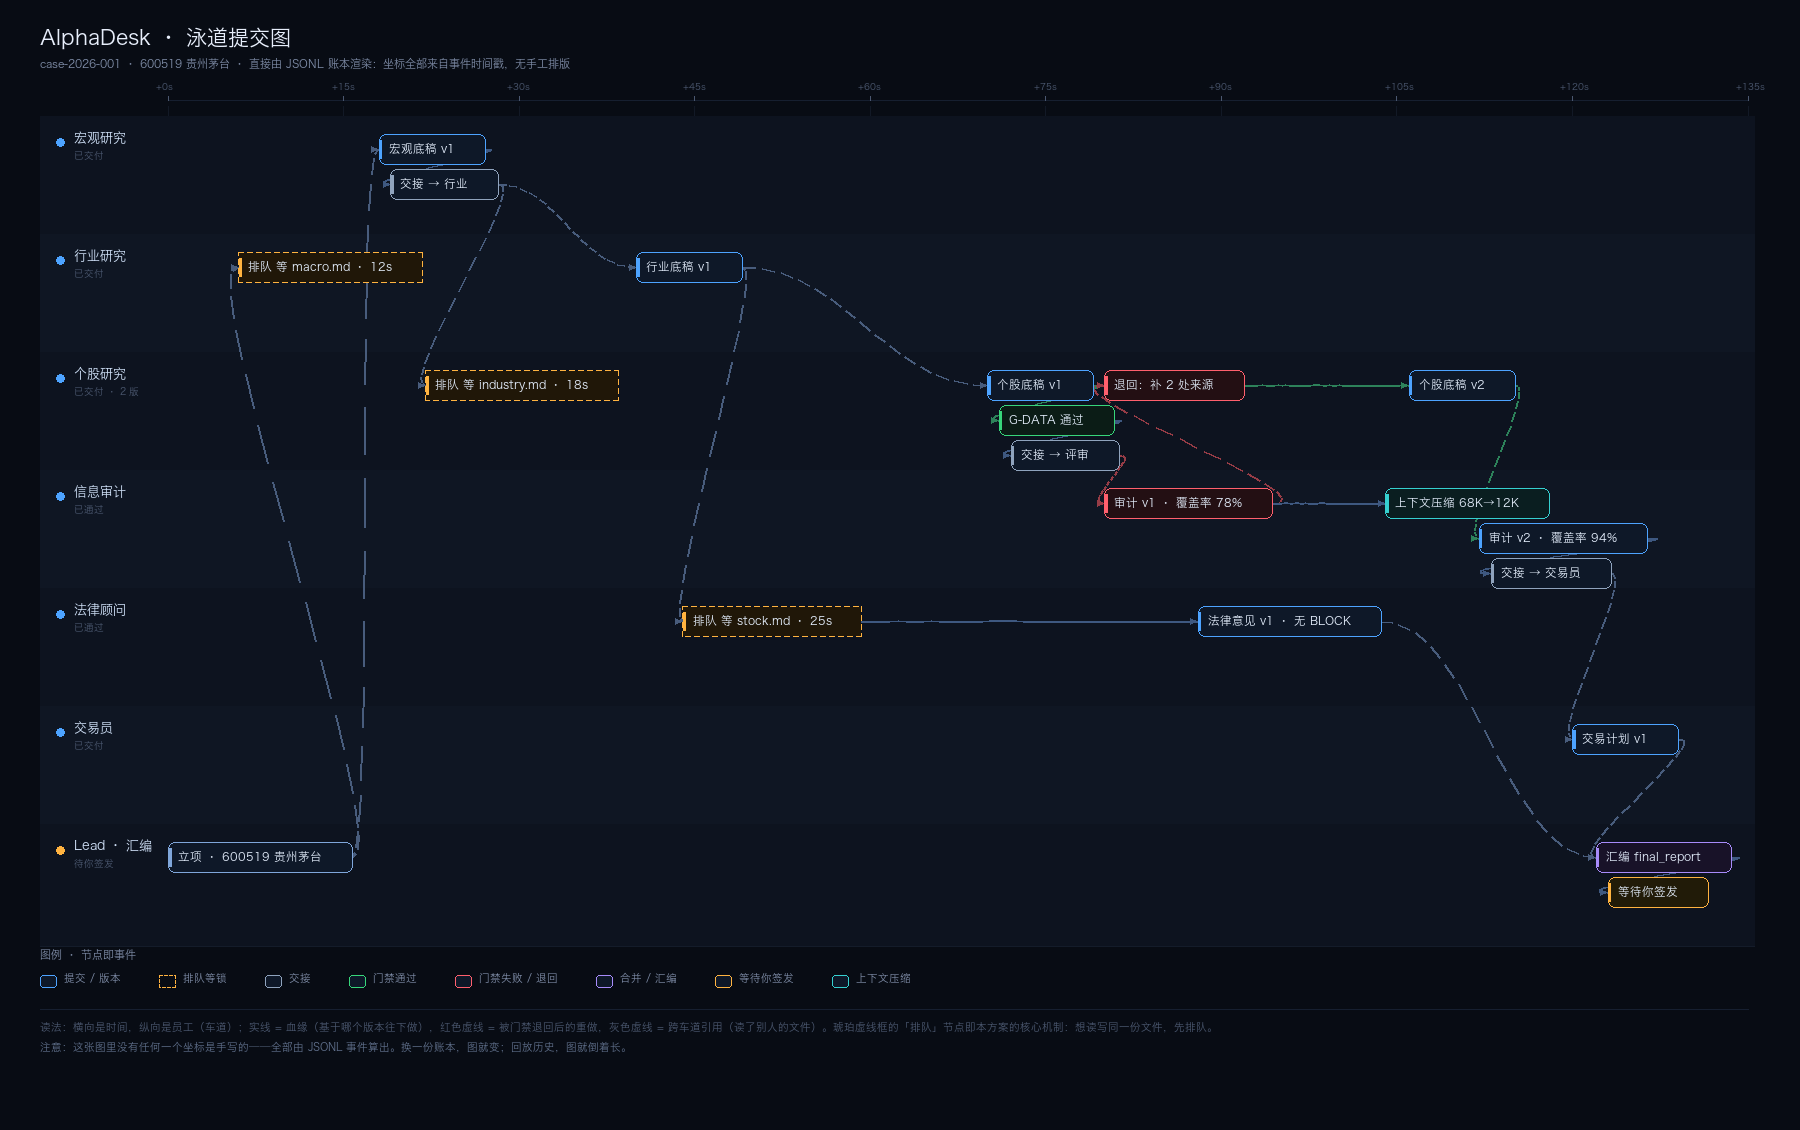 AlphaDesk · 泳道提交图
case-2026-001 · 600519 贵州茅台 · 直接由 JSONL 账本渲染：坐标全部来自事件时间戳，无手工排版
+0s +15s +30s +45s +60s +75s +90s +105s +120s +135s
宏观研究
已交付
宏观底稿 v1
交接 → 行业
行业研究
已交付
排队 等 macro.md · 12s
行业底稿 v1
个股研究
已交付 · 2 版
排队 等 industry.md · 18s
个股底稿 v1
退回：补 2 处来源
个股底稿 v2
G-DATA 通过
交接 → 评审
信息审计
已通过
审计 v1 · 覆盖率 78%
上下文压缩 68K→12K
审计 v2 · 覆盖率 94%
交接 → 交易员
法律顾问
已通过
排队 等 stock.md · 25s
法律意见 v1 · 无 BLOCK
交易员
已交付
交易计划 v1
Lead · 汇编
待你签发
立项 · 600519 贵州茅台
汇编 final_report
等待你签发
图例 · 节点即事件
提交 / 版本 排队等锁 交接 门禁通过 门禁失败 / 退回 合并 / 汇编 等待你签发 上下文压缩
读法：横向是时间，纵向是员工（车道）；实线 = 血缘（基于哪个版本往下做），红色虚线 = 被门禁退回后的重做，灰色虚线 = 跨车道引用（读了别人的文件）。琥珀虚线框的「排队」节点即本方案的核心机制：想读写同一份文件，先排队。
注意：这张图里没有任何一个坐标是手写的——全部由 JSONL 事件算出。换一份账本，图就变；回放历史，图就倒着长。